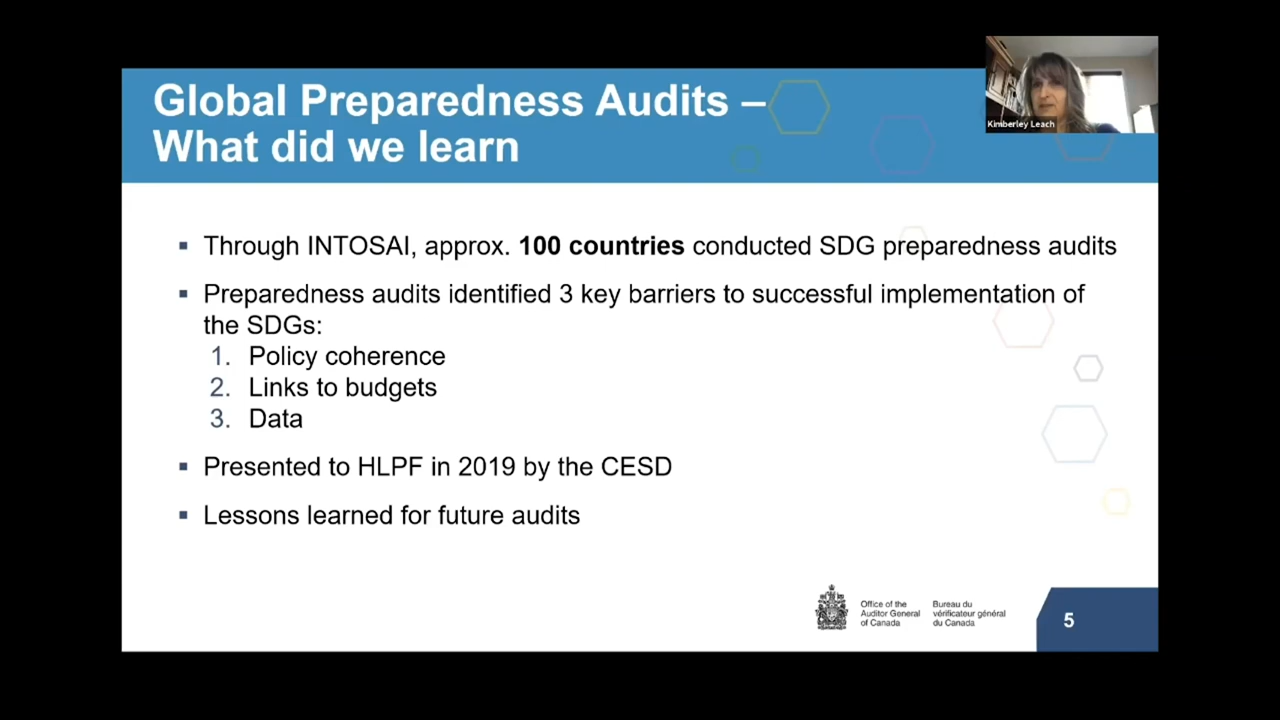 Global Preparedness Audits –
What did we learn
Kimberley Leach
▪ Through INTOSAI, approx. 100 countries conducted SDG preparedness audits
▪ Preparedness audits identified 3 key barriers to successful implementation of
the SDGs:
1. Policy coherence
2. Links to budgets
3. Data
▪ Presented to HLPF in 2019 by the CESD
▪ Lessons learned for future audits
Office of the
Auditor General
of Canada
Bureau du
vérificateur général
du Canada
5